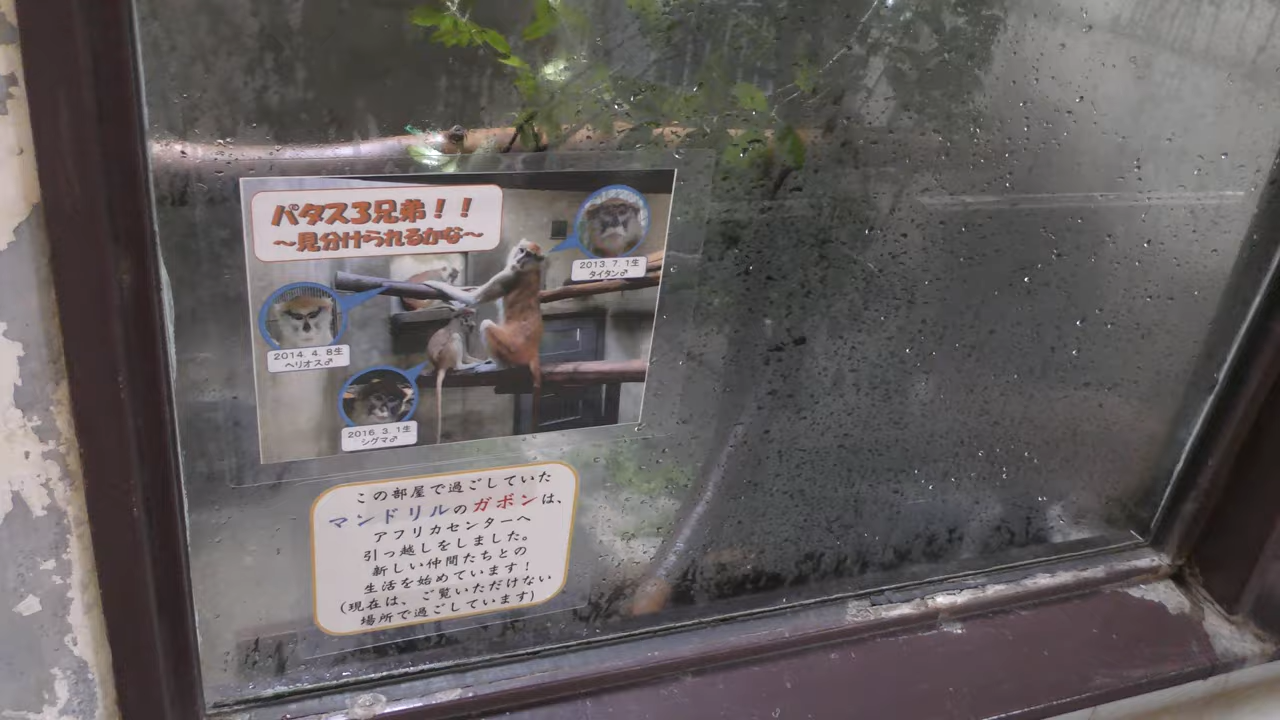 パタス3兄弟！！
～見分けられるかな～
2013. 7. 1生
タイタン♂
2014. 4. 8生
ヘリオス♂
2016. 3. 1生
シグマ♂
この部屋で過ごしていた
マンドリルのガボンは、
アフリカセンターへ
引っ越しをしました。
新しい仲間たちとの
生活を始めています！
(現在は、ご覧いただけない
場所で過ごしています)